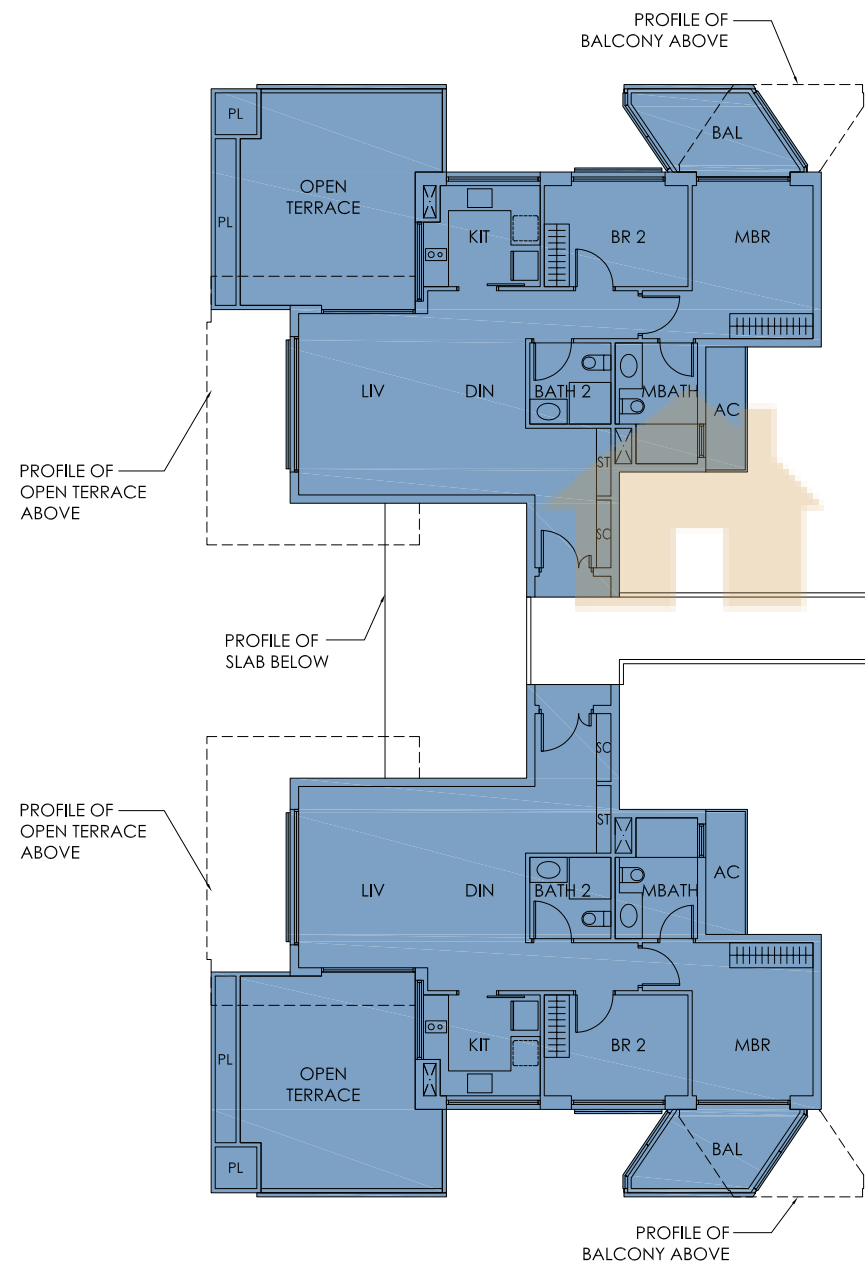 PROFILE OF
BALCONY ABOVE
PL
BAL
OPEN
TERRACE
PL
KIT
BR 2
MBR
LIV
DIN
BATH 2
MBATH
AC
ST
SC
PROFILE OF
OPEN TERRACE
ABOVE
PROFILE OF
SLAB BELOW
SC
ST
PROFILE OF
OPEN TERRACE
ABOVE
LIV
DIN
BATH 2
MBATH
AC
PL
KIT
BR 2
MBR
OPEN
TERRACE
PL
BAL
PROFILE OF
BALCONY ABOVE